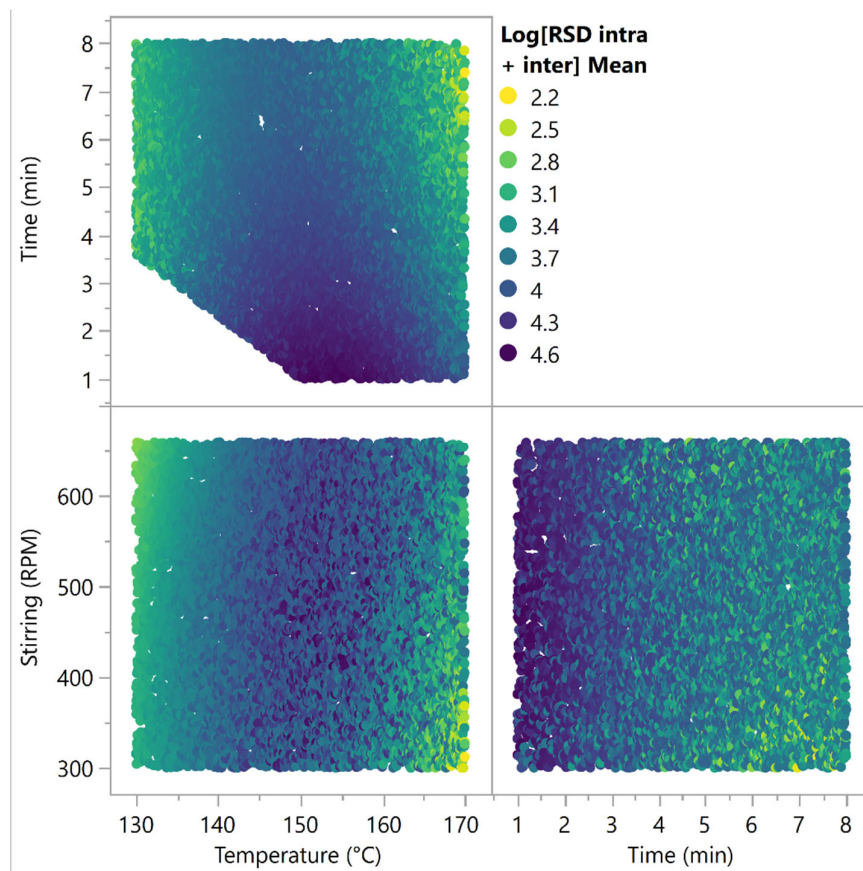 Log[RSD intra
+ inter] Mean
2.2
2.5
2.8
3.1
3.4
3.7
4
4.3
4.6
Time (min)
8
7
6
5
4
3
2
1
Stirring (RPM)
600
500
400
300
130 140 150 160 170
Temperature (°C)
1 2 3 4 5 6 7 8
Time (min)